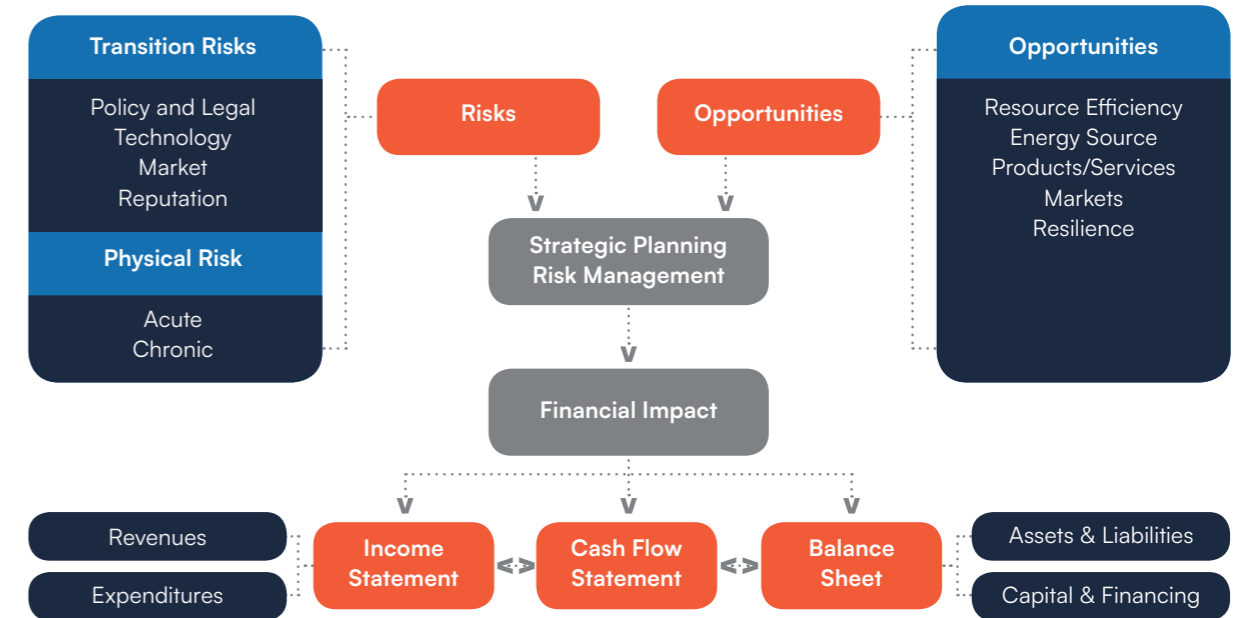 Transition Risks
Policy and Legal
Technology
Market
Reputation
Physical Risk
Acute
Chronic
Risks
Opportunities
Opportunities
Resource Efficiency
Energy Source
Products/Services
Markets
Resilience
Strategic Planning
Risk Management
Financial Impact
Revenues
Expenditures
Income
Statement
Cash Flow
Statement
Balance
Sheet
Assets & Liabilities
Capital & Financing